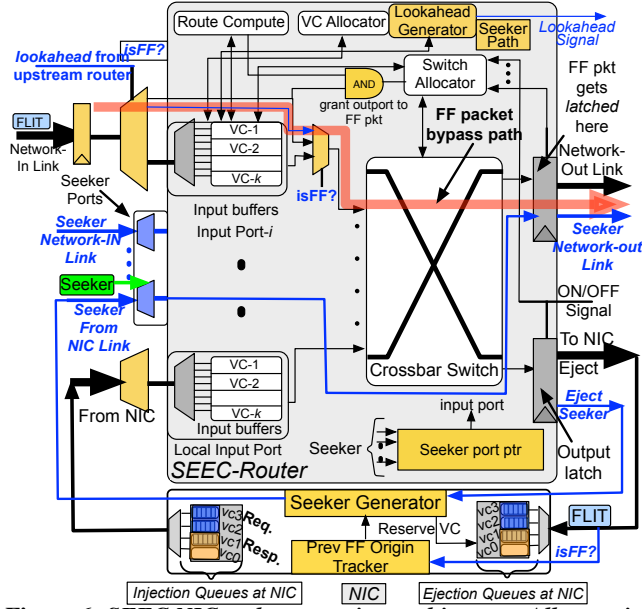 Route Compute
VC Allocator
Lookahead
Generator
Seeker
Path
Lookahead
Signal
isFF?
lookahead from
upstream router
Switch
Allocator
AND
grant outport to
FF pkt
FF pkt
gets
latched
here
FLIT
Network-
In Link
VC-1
VC-2
VC-k
FF packet
bypass path
Network-
Out Link
isFF?
Seeker
Ports
Input buffers
Input Port-i
Seeker
Network-IN
Link
Seeker
Network-out
Link
Seeker
Seeker
From
NIC Link
ON/OFF
Signal
VC-1
VC-2
VC-k
To NIC
Eject
Crossbar Switch
From NIC
Input buffers
Local Input Port
SEEC-Router
input port
Seeker
Seeker port ptr
Eject
Seeker
Output
latch
Seeker Generator
vc3
vc2
vc1
vc0
Req.
Resp.
Reserve VC
vc3
vc2
vc1
vc0
FLIT
Prev FF Origin
Tracker
isFF?
Injection Queues at NIC
NIC
Ejection Queues at NIC